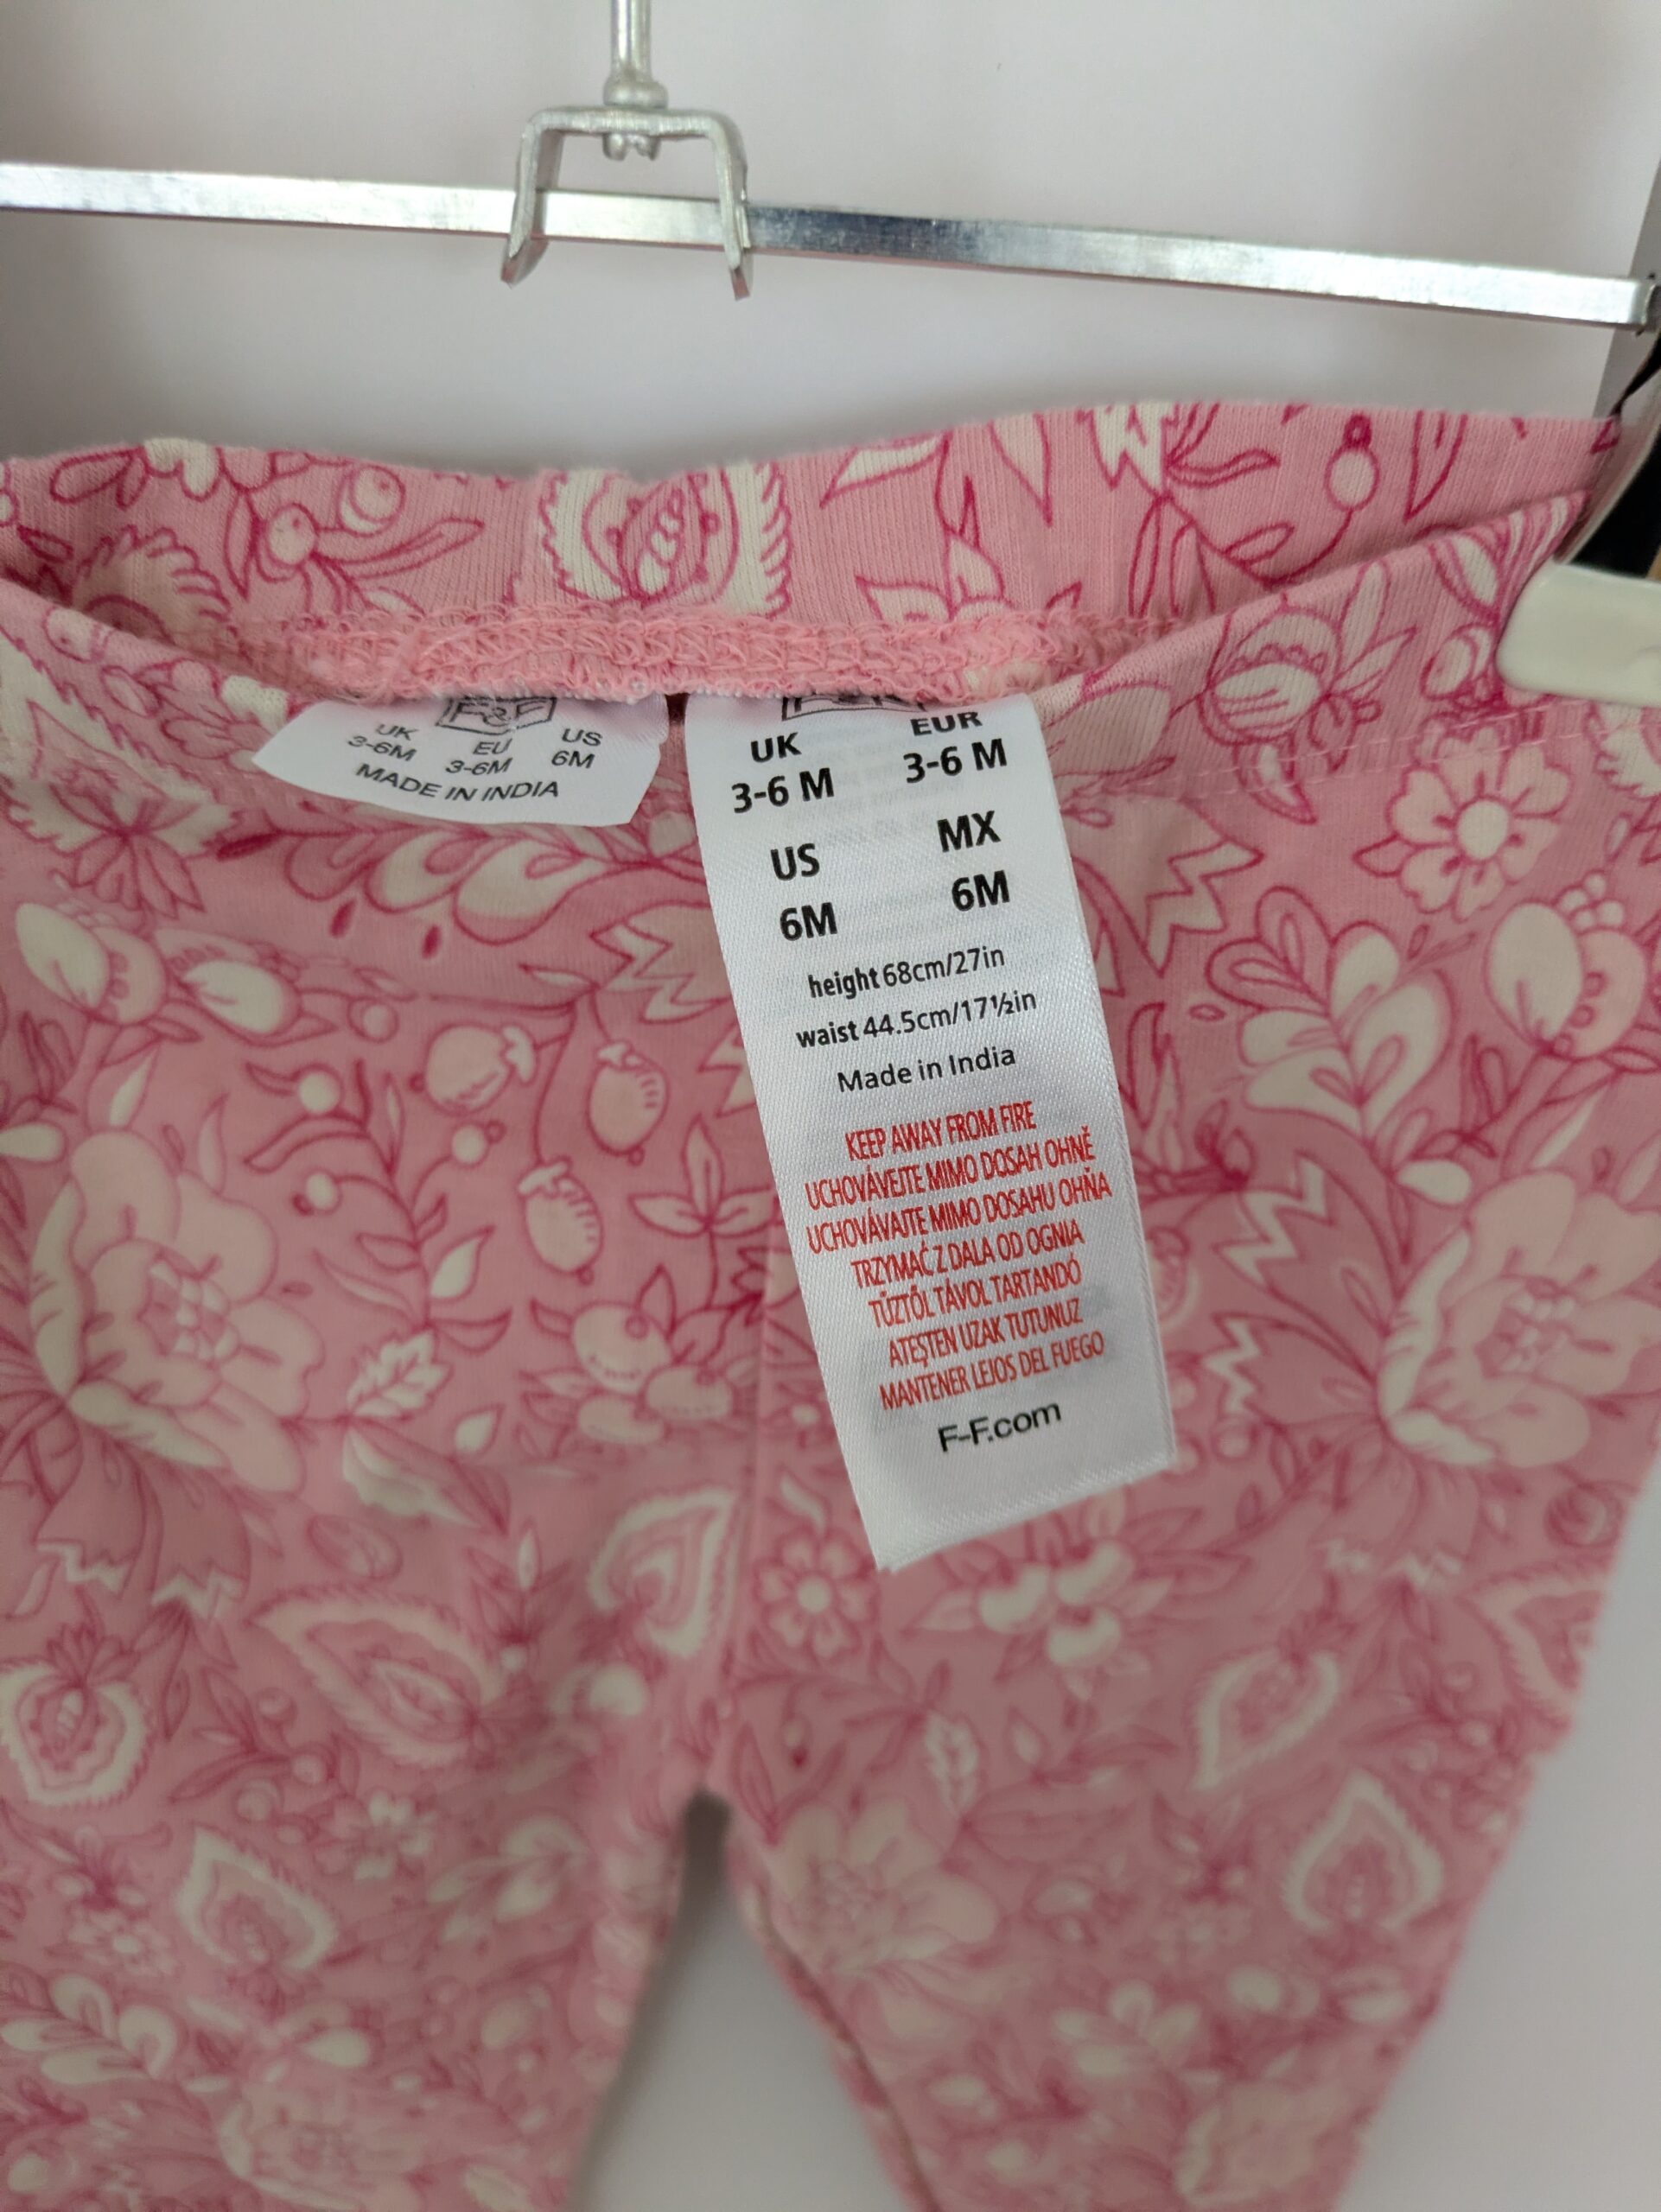 F&F
UK EU US
3-6M 3-6M 6M
MADE IN INDIA
UK EUR
3-6 M 3-6 M
US MX
6M 6M
height 68cm/27in
waist 44.5cm/17½in
Made in India
KEEP AWAY FROM FIRE
UCHOVÁVEJTE MIMO DOSAH OHNĚ
UCHOVÁVAJTE MIMO DOSAHU OHŇA
TRZYMAĆ Z DALA OD OGNIA
TŰZTŐL TÁVOL TARTANDÓ
ATEŞTEN UZAK TUTUNUZ
MANTENER LEJOS DEL FUEGO
F-F.com